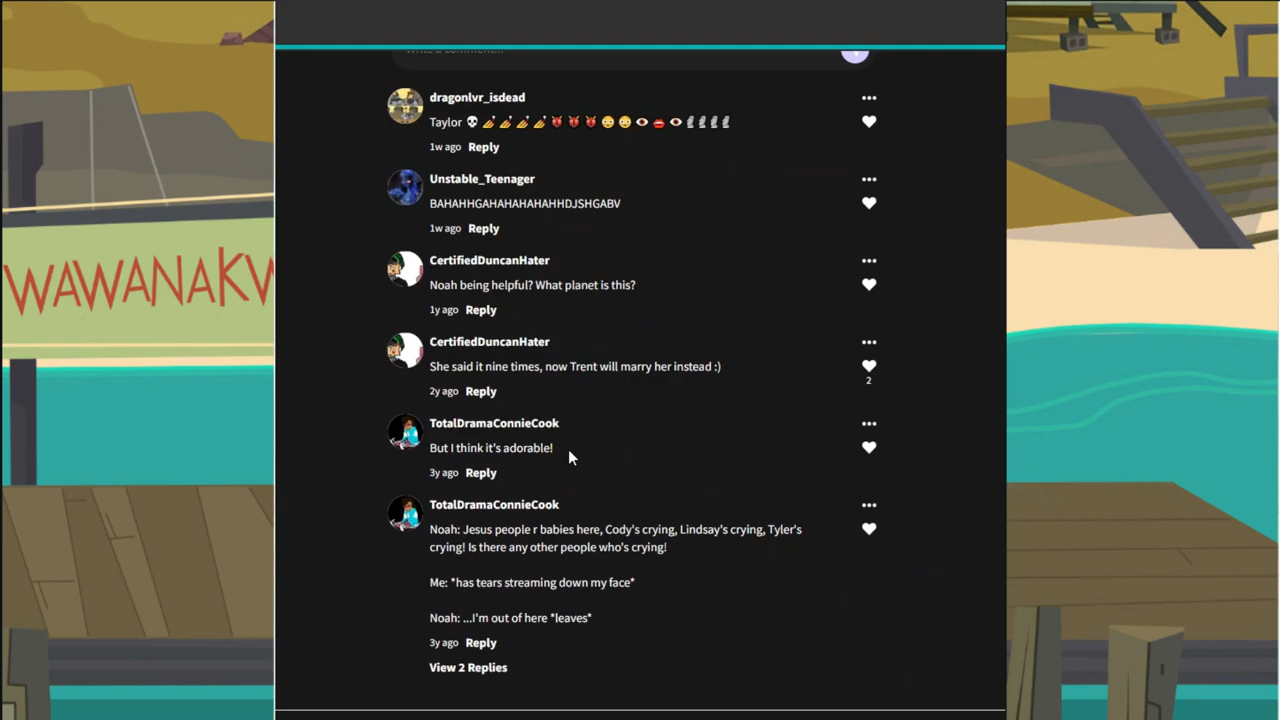 Write a comment...
dragonlvr_isdead
Taylor 💀 💅 💅 💅 💅 👹 👹 👹 😳 😳 👁 👄 👁 🗿 🗿 🗿 🗿
1w ago Reply
Unstable_Teenager
BAHAHHGAHAHAHAHAHHDJSHGABV
1w ago Reply
CertifiedDuncanHater
Noah being helpful? What planet is this?
1y ago Reply
CertifiedDuncanHater
She said it nine times, now Trent will marry her instead :)
2
2y ago Reply
TotalDramaConnieCook
But I think it's adorable!
3y ago Reply
TotalDramaConnieCook
Noah: Jesus people r babies here, Cody's crying, Lindsay's crying, Tyler's
crying! Is there any other people who's crying!
Me: *has tears streaming down my face*
Noah: ...I'm out of here *leaves*
3y ago Reply
View 2 Replies
WAWANAKW